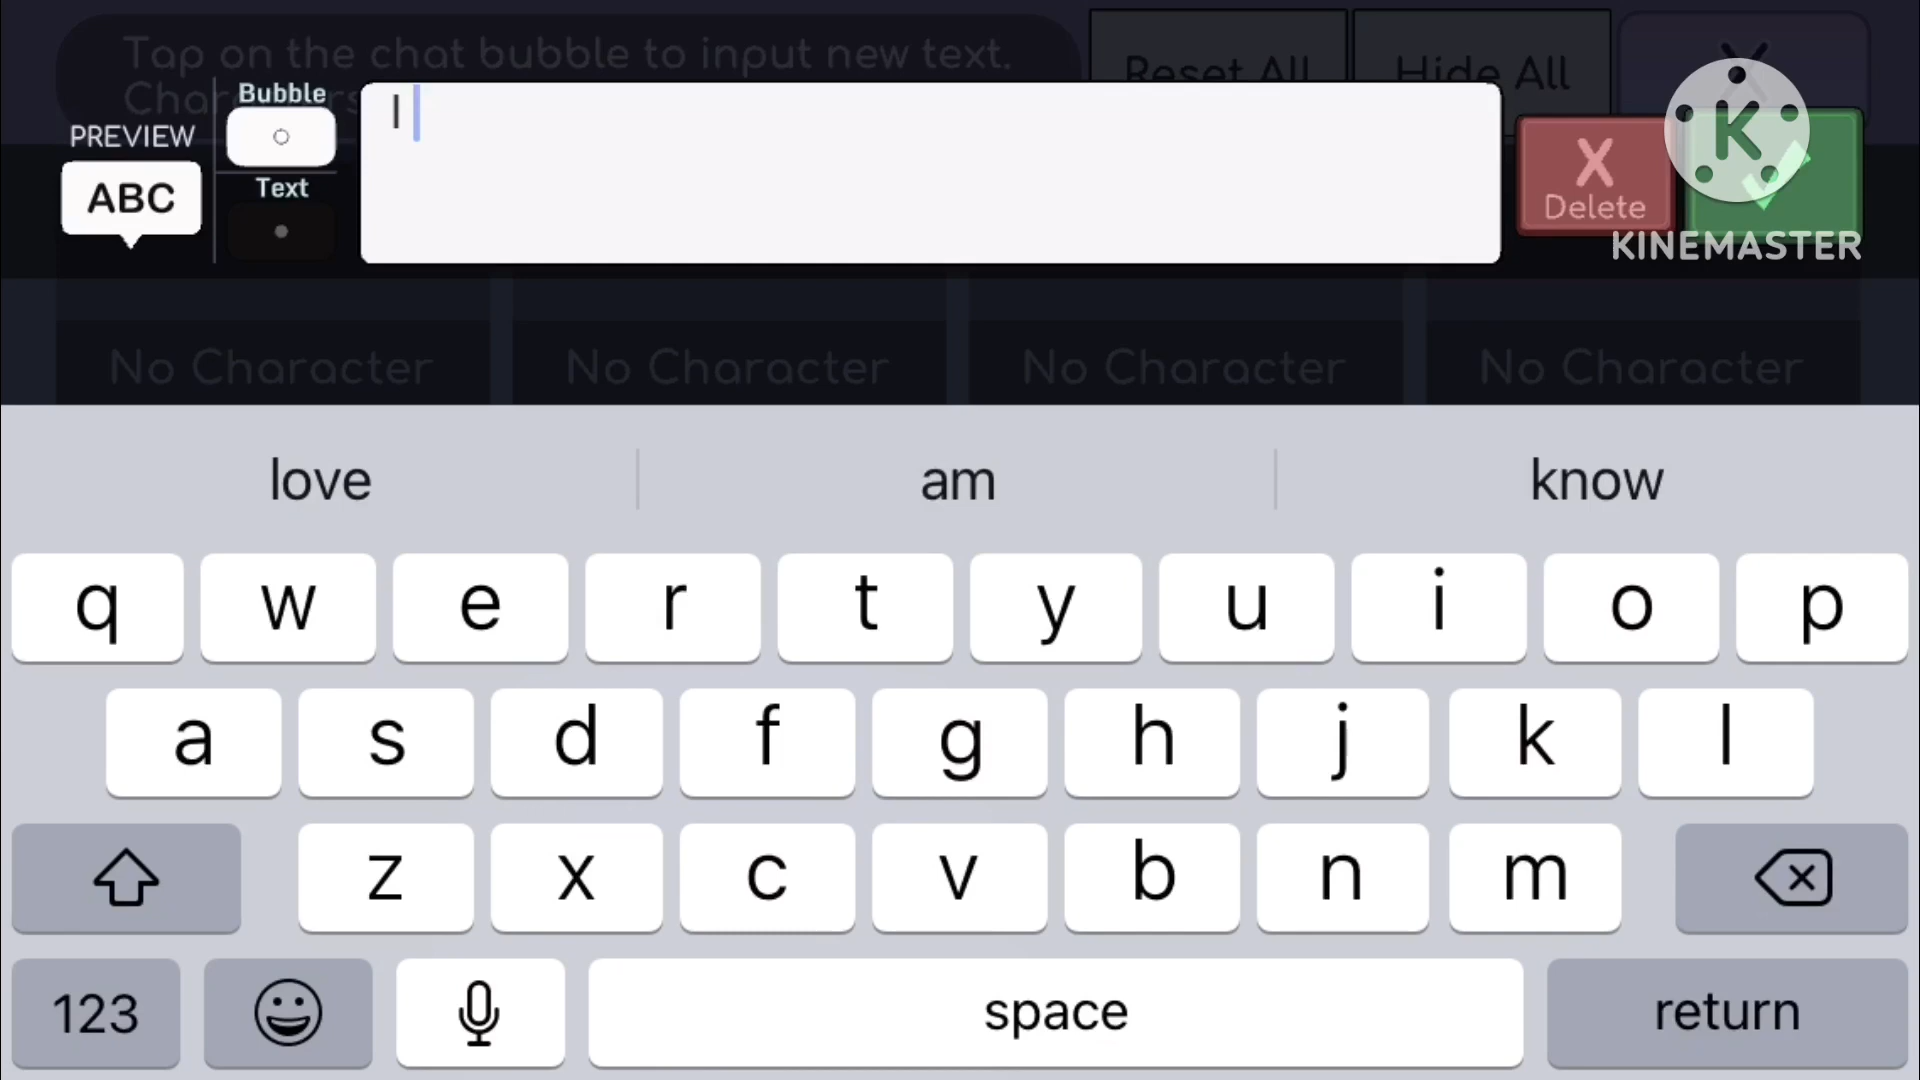 Tap on the chat bubble to input new text.
Reset All
Hide All
X
Bubble
PREVIEW
ABC
Text
I
X
Delete
K
KINEMASTER
No Character
No Character
No Character
No Character
love
am
know
q w e r t y u i o p
a s d f g h j k l
z x c v b n m
123
space
return